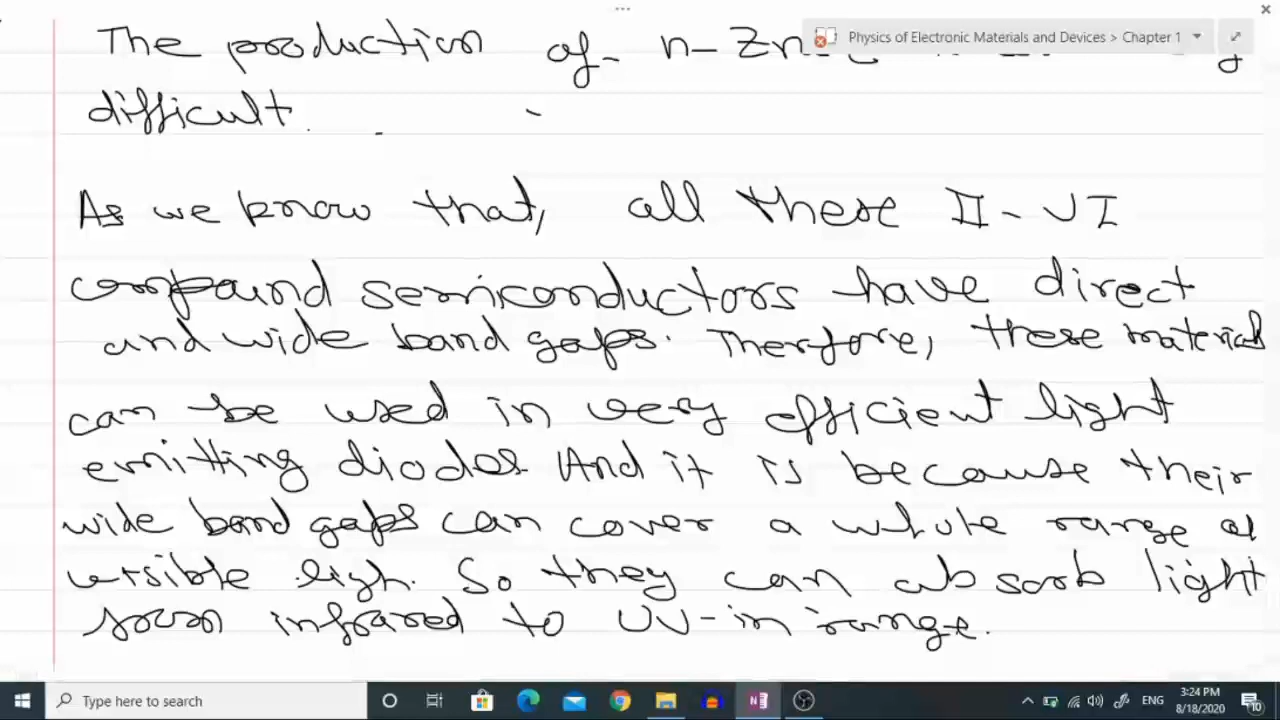 The production of n-
Physics of Electronic Materials and Devices > Chapter 1
difficult.
As we know that, all these II-VI
compound semiconductors have direct
and wide band gaps. Therefore, these materials
can be used in very efficient light
emitting diodes. And it is because their
wide band gaps can cover a whole range of
visible ligh. So they can absorb light
from infrared to UV-in range.
Type here to search
ENG
3:24 PM
8/18/2020
10